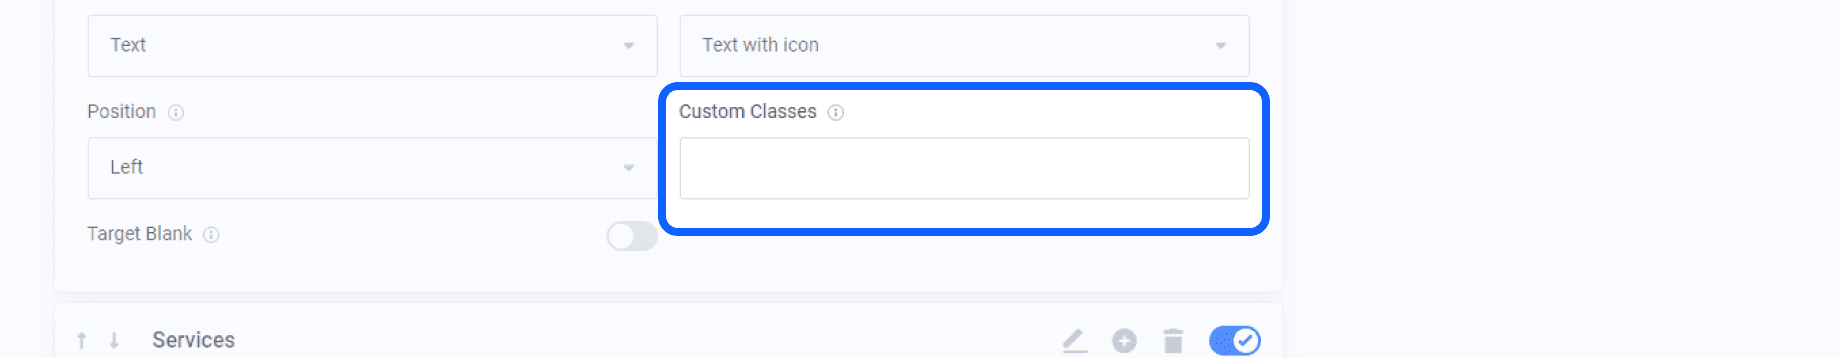 Text
Text with icon
Position
Custom Classes
Left
Target Blank
Services